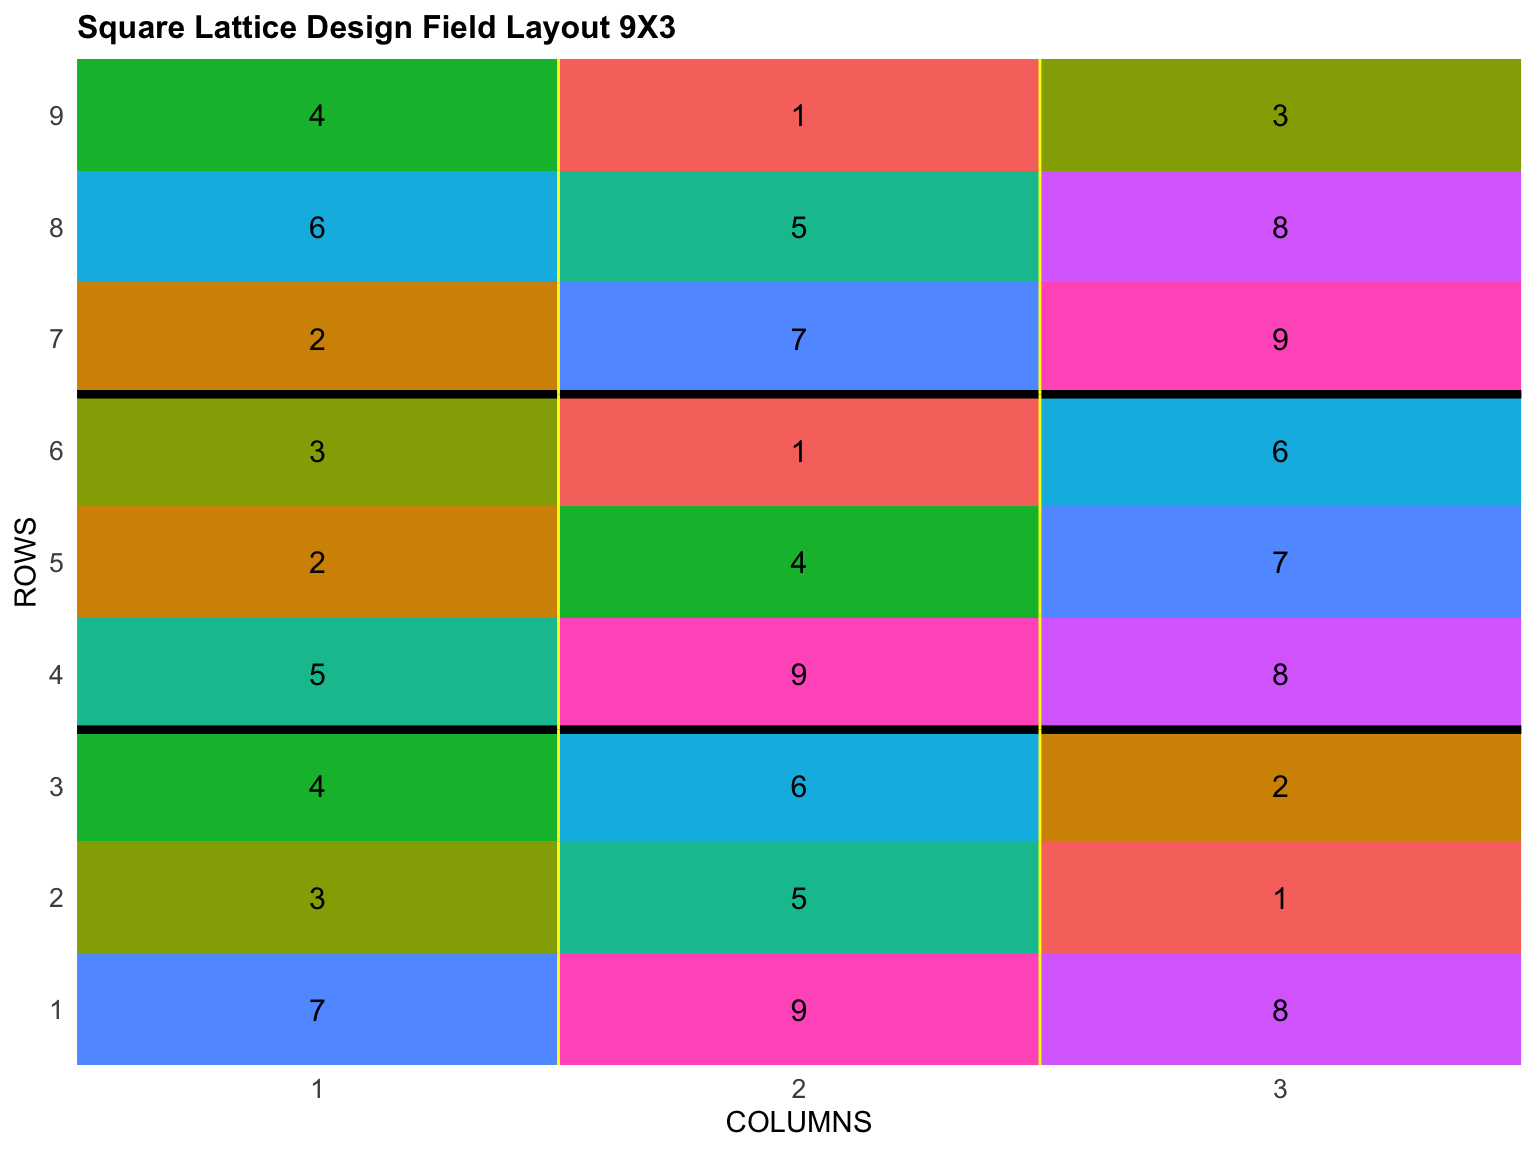 Square Lattice Design Field Layout 9X3
9 4 1 3
8 6 5 8
7 2 7 9
6 3 1 6
ROWS
5 2 4 7
4 5 9 8
3 4 6 2
2 3 5 1
1 7 9 8
1 2 3
COLUMNS